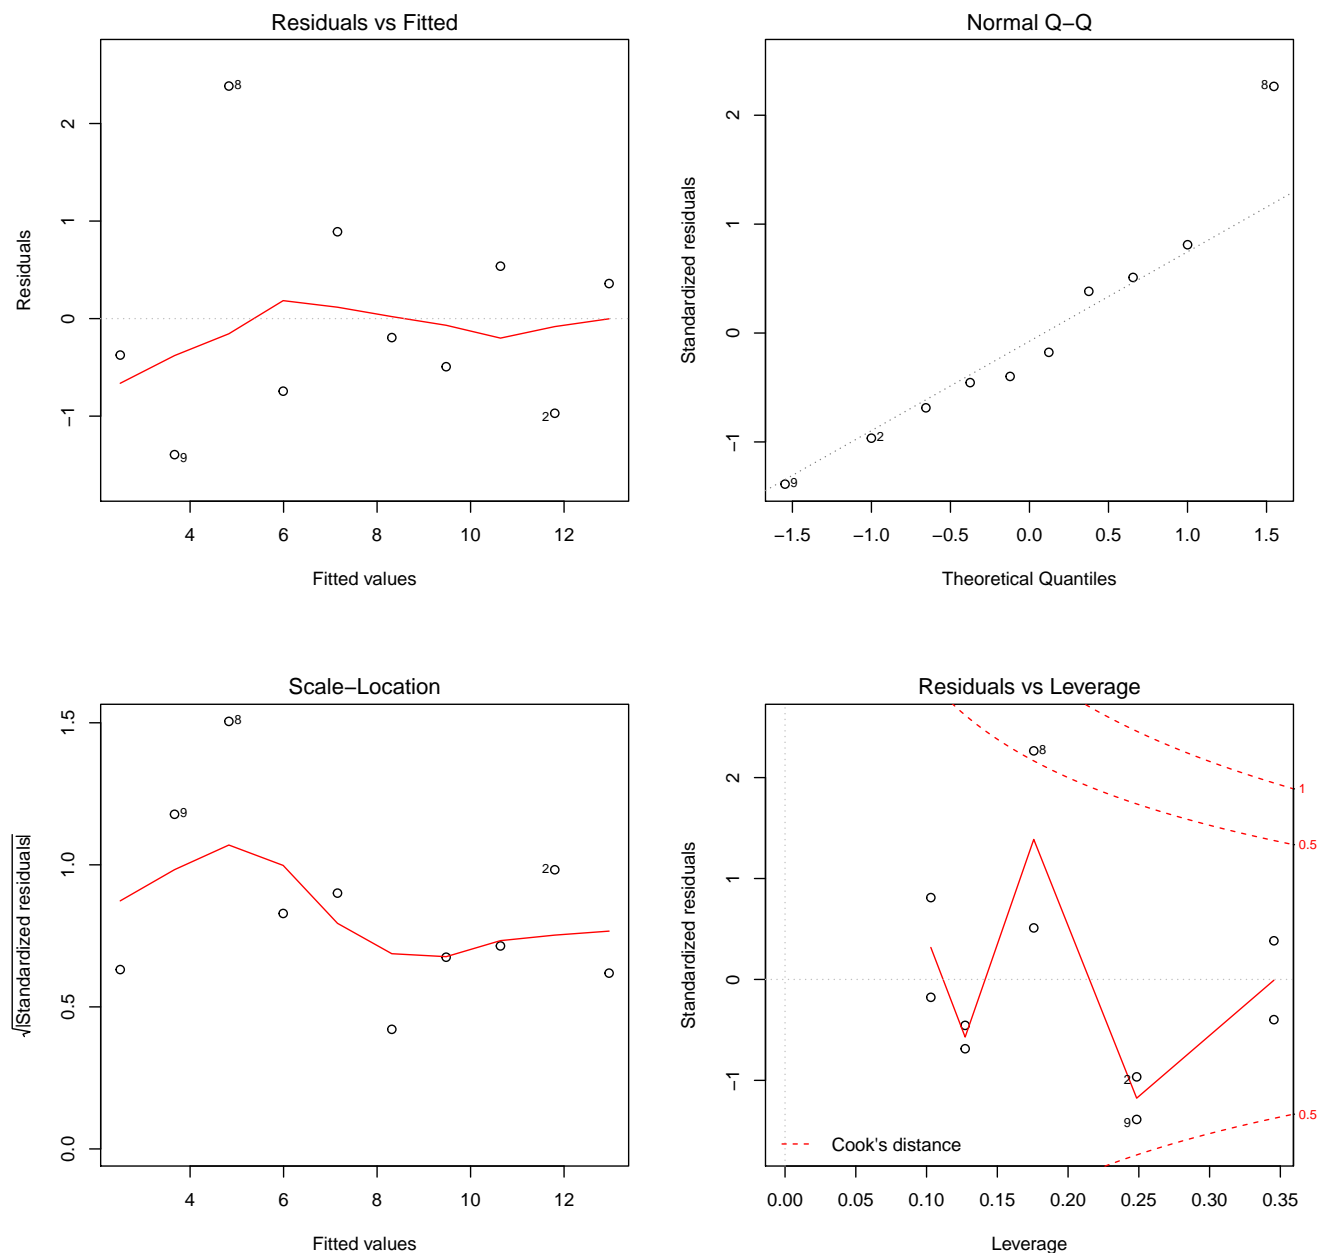 Residuals vs Fitted
Residuals
−1 0 1 2
8
9
2
4 6 8 10 12
Fitted values
Normal Q−Q
Standardized residuals
−1 0 1 2
8
2
9
−1.5 −1.0 −0.5 0.0 0.5 1.0 1.5
Theoretical Quantiles
Scale−Location
√|Standardized residuals|
0.0 0.5 1.0 1.5
8
9
2
4 6 8 10 12
Fitted values
Residuals vs Leverage
Standardized residuals
−1 0 1 2
8
1
0.5
2
9
0.5
Cook's distance
0.00 0.05 0.10 0.15 0.20 0.25 0.30 0.35
Leverage